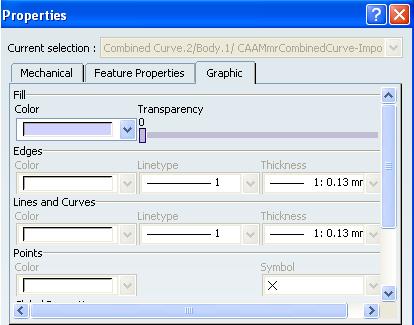 Properties
Current selection : Combined Curve.2/Body.1/ CAAMmrCombinedCurve-Impo
Mechanical Feature Properties Graphic
Fill
Color Transparency
0
Edges
Color Linetype Thickness
1 1: 0.13 mr
Lines and Curves
Color Linetype Thickness
1 1: 0.13 mr
Points
Color Symbol